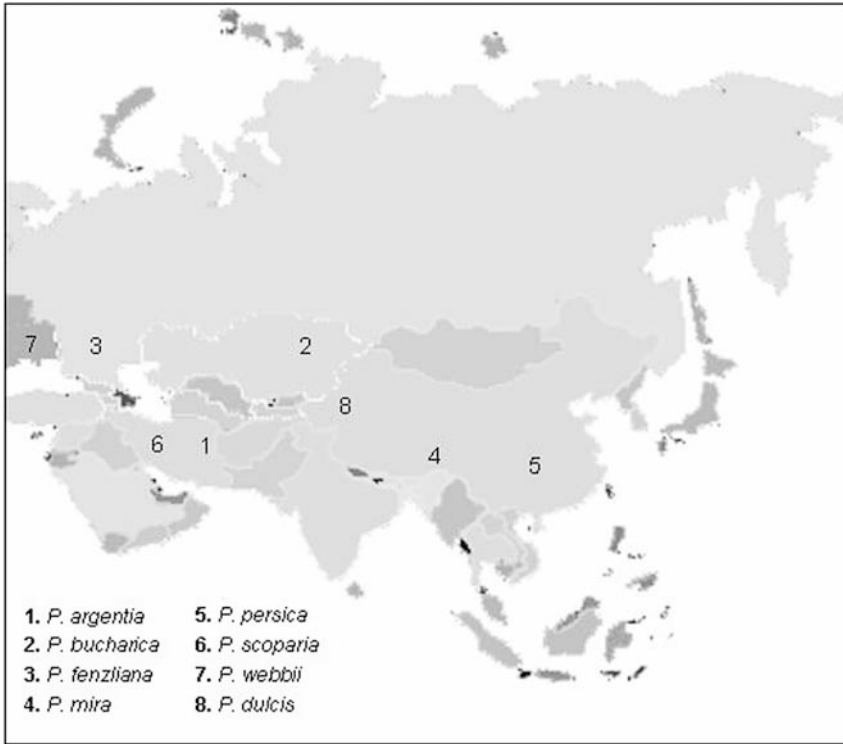 7
3
2
8
6
1
4
5
1. P. argentia
2. P. bucharica
3. P. fenzliana
4. P. mira
5. P. persica
6. P. scoparia
7. P. webbii
8. P. dulcis